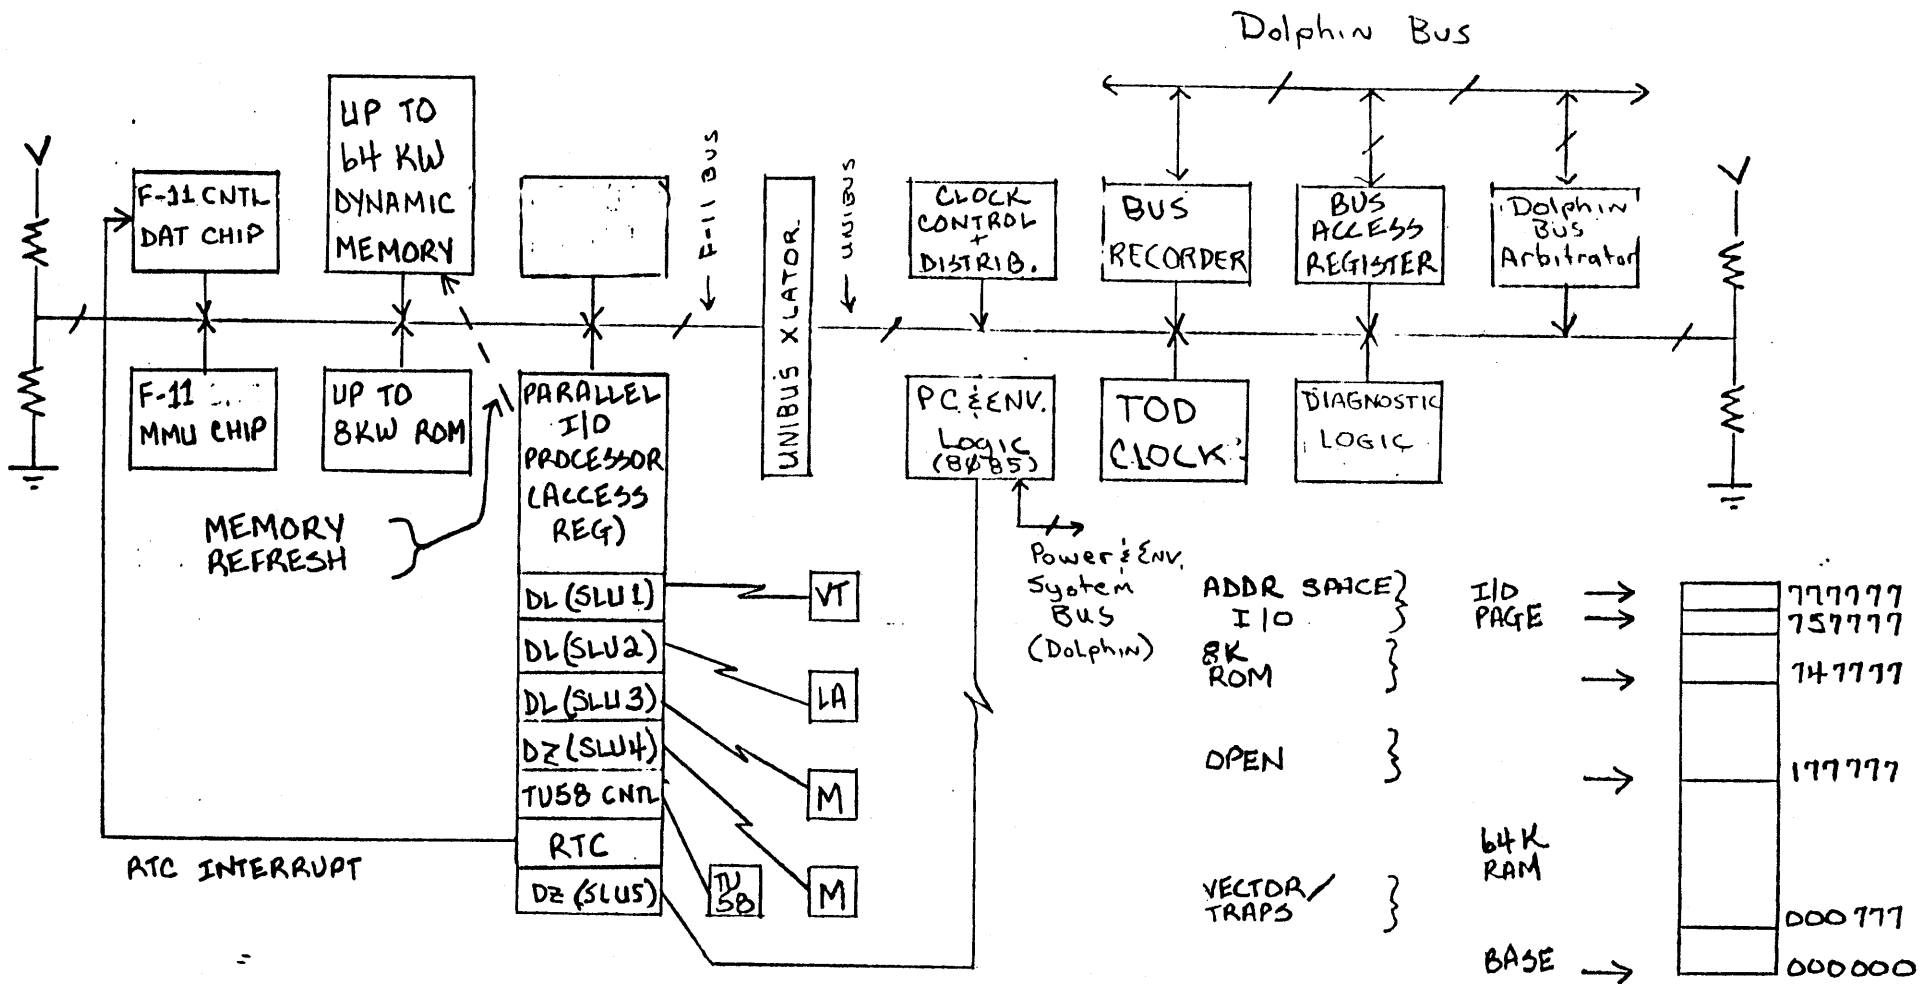 Dolphin Bus
UP TO
64 KW
DYNAMIC
MEMORY
F-11 CNTL
DAT CHIP
F-11 BUS
UNIBUS XLATOR
UNIBUS
CLOCK
CONTROL
+
DISTRIB.
BUS
RECORDER
BUS
ACCESS
REGISTER
Dolphin
Bus
Arbitrator
F-11
MMU CHIP
UP TO
8KW ROM
PARALLEL
I/O
PROCESSOR
(ACCESS
REG)
PC & ENV.
Logic
(8085)
TOD
CLOCK
DIAGNOSTIC
LOGIC
MEMORY
REFRESH
Power & ENV.
System
Bus
(Dolphin)
DL (SLU1)
VT
DL (SLU2)
LA
DL (SLU3)
M
DZ (SLU4)
M
TU58 CNTL
TU
58
RTC
RTC INTERRUPT
DZ (SLU5)
ADDR SPACE
I/O
I/O
PAGE
777777
757777
8K
ROM
747777
OPEN
177777
64K
RAM
VECTOR/
TRAPS
000777
BASE
000000